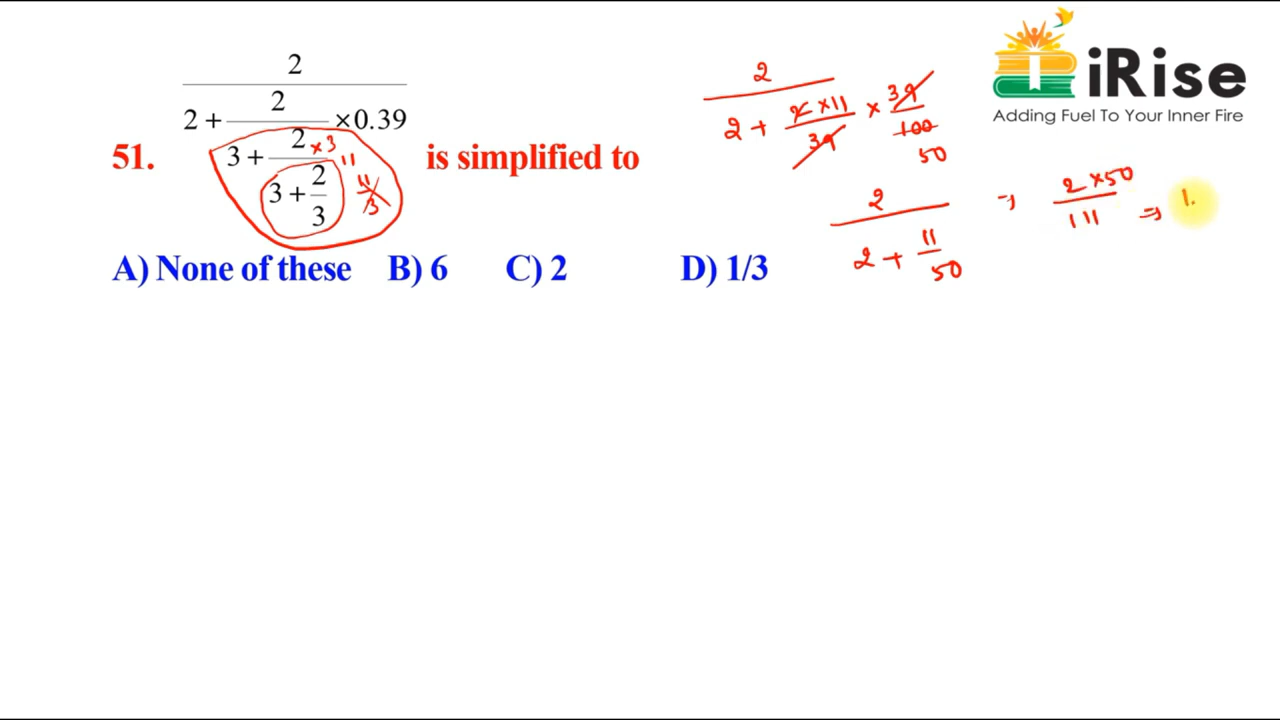 2
2 + 2 ×0.39
3 + 2 ×3 11
3 + 2 11
3 3
51. is simplified to
A) None of these B) 6 C) 2 D) 1/3
2
2 + 2 ×11 × 39
39 100
50
2
2 + 11
50
⇒ 2 ×50
111
⇒ 1.
iRise
Adding Fuel To Your Inner Fire